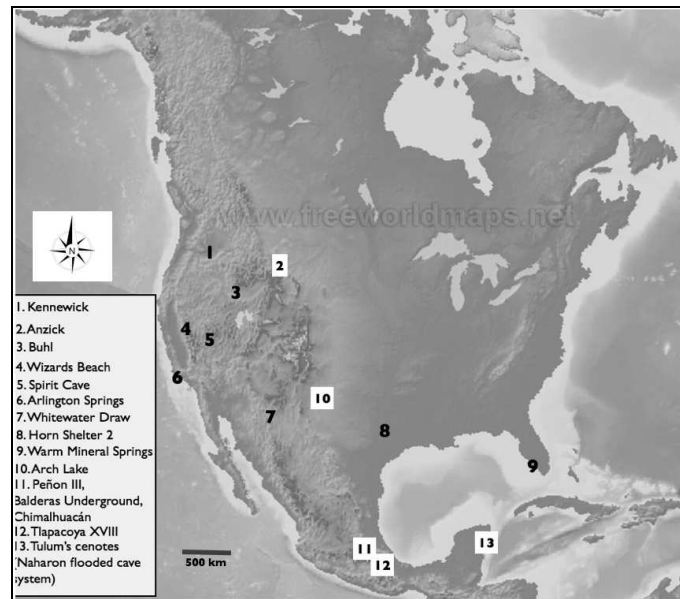 www.freeworldmaps.net
1
2
3
N
4
5
6
10
7
8
9
11
12
13
500 km
1. Kennewick
2. Anzick
3. Buhl
4. Wizards Beach
5. Spirit Cave
6. Arlington Springs
7. Whitewater Draw
8. Horn Shelter 2
9. Warm Mineral Springs
10. Arch Lake
11. Peñon III,
Balderas Underground,
Chimalhuacán
12. Tlapacoya XVIII
13. Tulum's cenotes
(Naharon flooded cave
system)